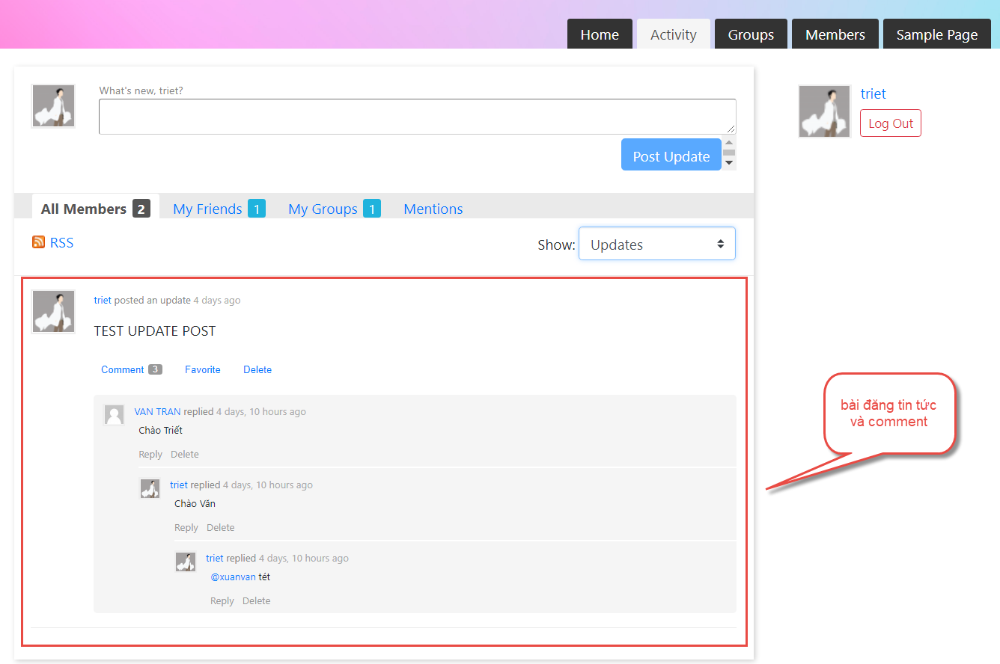 Home
Activity
Groups
Members
Sample Page
What's new, triet?
Post Update
triet
Log Out
All Members 2
My Friends 1
My Groups 1
Mentions
RSS
Show: Updates
triet posted an update 4 days ago
TEST UPDATE POST
Comment 3 Favorite Delete
VAN TRAN replied 4 days, 10 hours ago
Chào Triết
Reply Delete
triet replied 4 days, 10 hours ago
Chào Văn
Reply Delete
triet replied 4 days, 10 hours ago
@xuanvan tét
Reply Delete
bài đăng tin tức
và comment